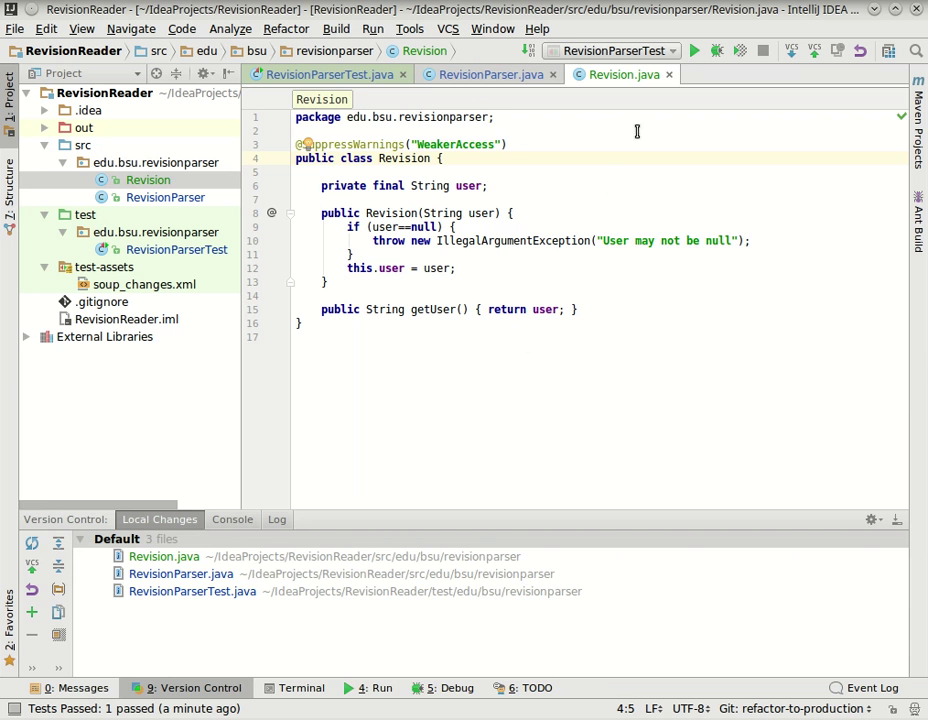 RevisionReader - [~/IdeaProjects/RevisionReader] - [RevisionReader] - ~/IdeaProjects/RevisionReader/src/edu/bsu/revisionparser/Revision.java - IntelliJ IDEA ...
File Edit View Navigate Code Analyze Refactor Build Run Tools VCS Window Help
RevisionReader src edu bsu revisionparser Revision RevisionParserTest VCS VCS
Project RevisionParserTest.java RevisionParser.java Revision.java
1: Project
7: Structure
2: Favorites
Maven Projects
Ant Build
RevisionReader ~/IdeaProjects/
.idea
out
src
edu.bsu.revisionparser
Revision
RevisionParser
test
edu.bsu.revisionparser
RevisionParserTest
test-assets
soup_changes.xml
.gitignore
RevisionReader.iml
External Libraries
Revision
1 package edu.bsu.revisionparser;
2
3 @SuppressWarnings("WeakerAccess")
4 public class Revision {
5
6 private final String user;
7
8 @ public Revision(String user) {
9 if (user==null) {
10 throw new IllegalArgumentException("User may not be null");
11 }
12 this.user = user;
13 }
14
15 public String getUser() { return user; }
16 }
17
Version Control: Local Changes Console Log
Default 3 files
Revision.java ~/IdeaProjects/RevisionReader/src/edu/bsu/revisionparser
RevisionParser.java ~/IdeaProjects/RevisionReader/src/edu/bsu/revisionparser
RevisionParserTest.java ~/IdeaProjects/RevisionReader/test/edu/bsu/revisionparser
VCS
0: Messages 9: Version Control Terminal 4: Run 5: Debug 6: TODO Event Log
Tests Passed: 1 passed (a minute ago) 4:5 LF UTF-8 Git: refactor-to-production